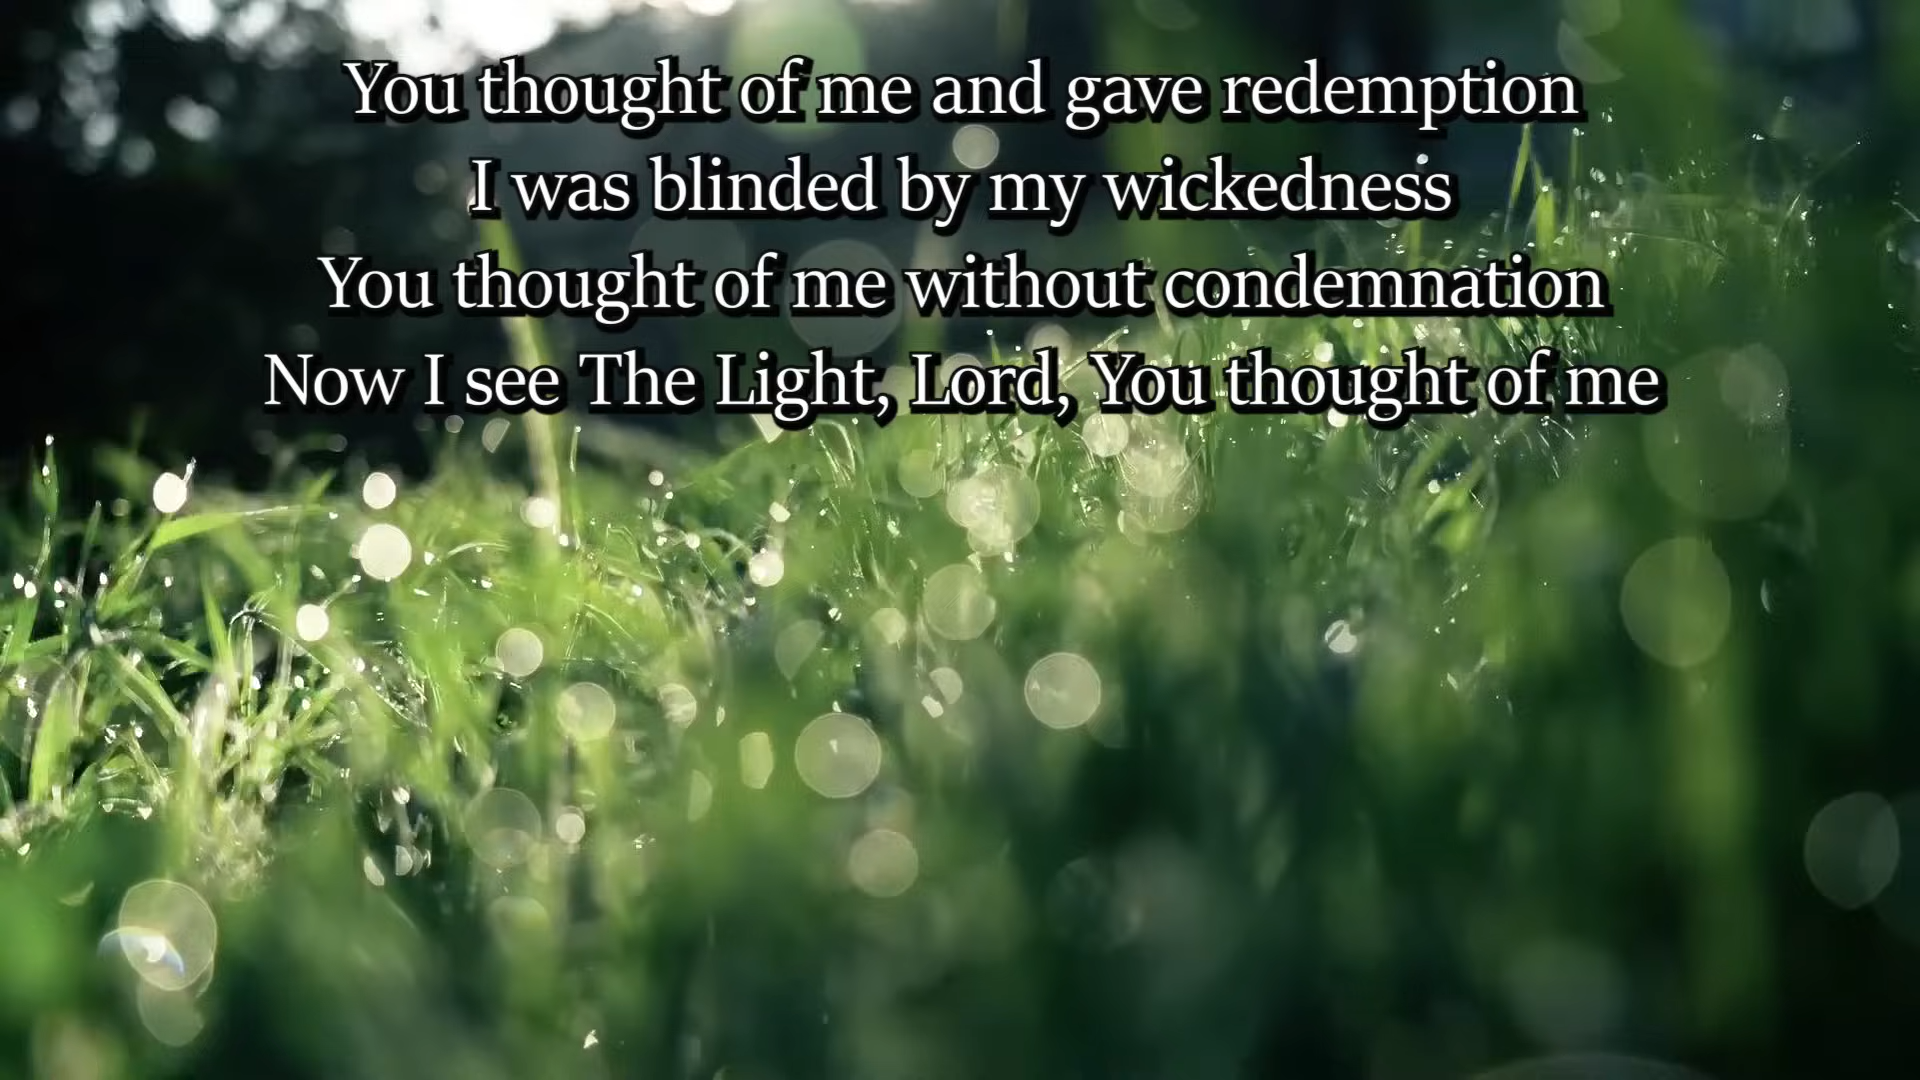 You thought of me and gave redemption
I was blinded by my wickedness
You thought of me without condemnation
Now I see The Light, Lord, You thought of me